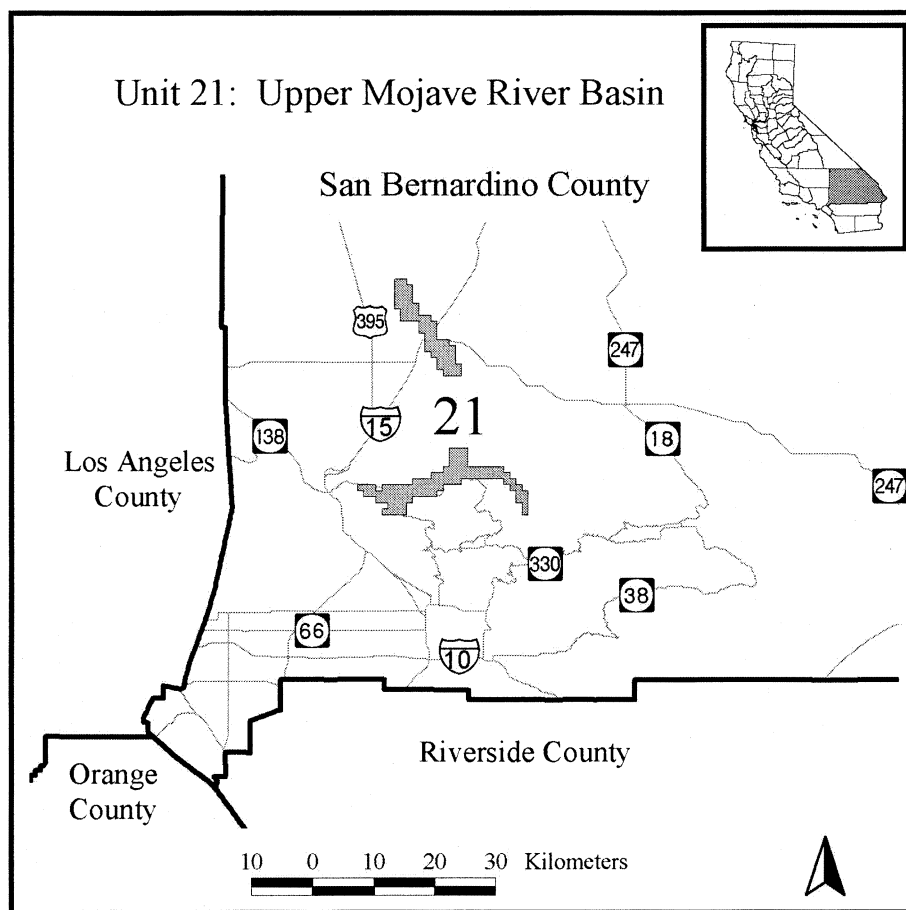 Unit 21: Upper Mojave River Basin
San Bernardino County
395
247
15
21
138
18
Los Angeles
County
247
330
38
66
10
Riverside County
Orange
County
10 0 10 20 30 Kilometers